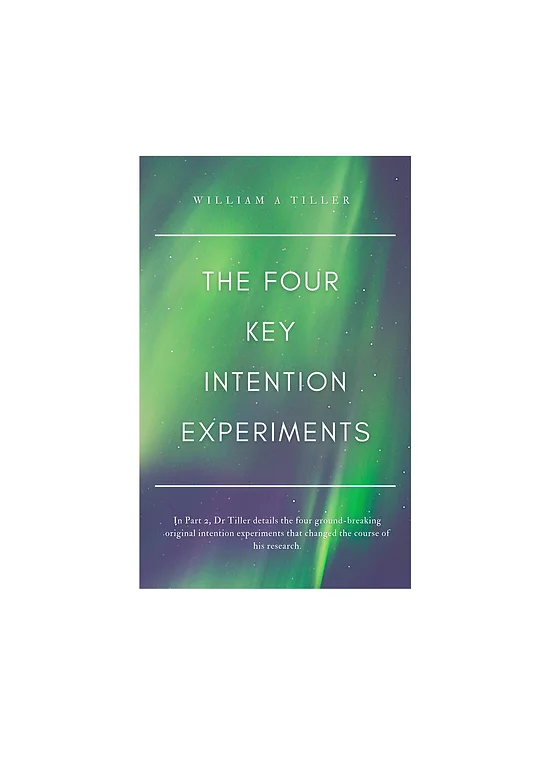 WILLIAM A TILLER
THE FOUR
KEY
INTENTION
EXPERIMENTS
In Part 2, Dr Tiller details the four ground-breaking
original intention experiments that changed the course of
his research.